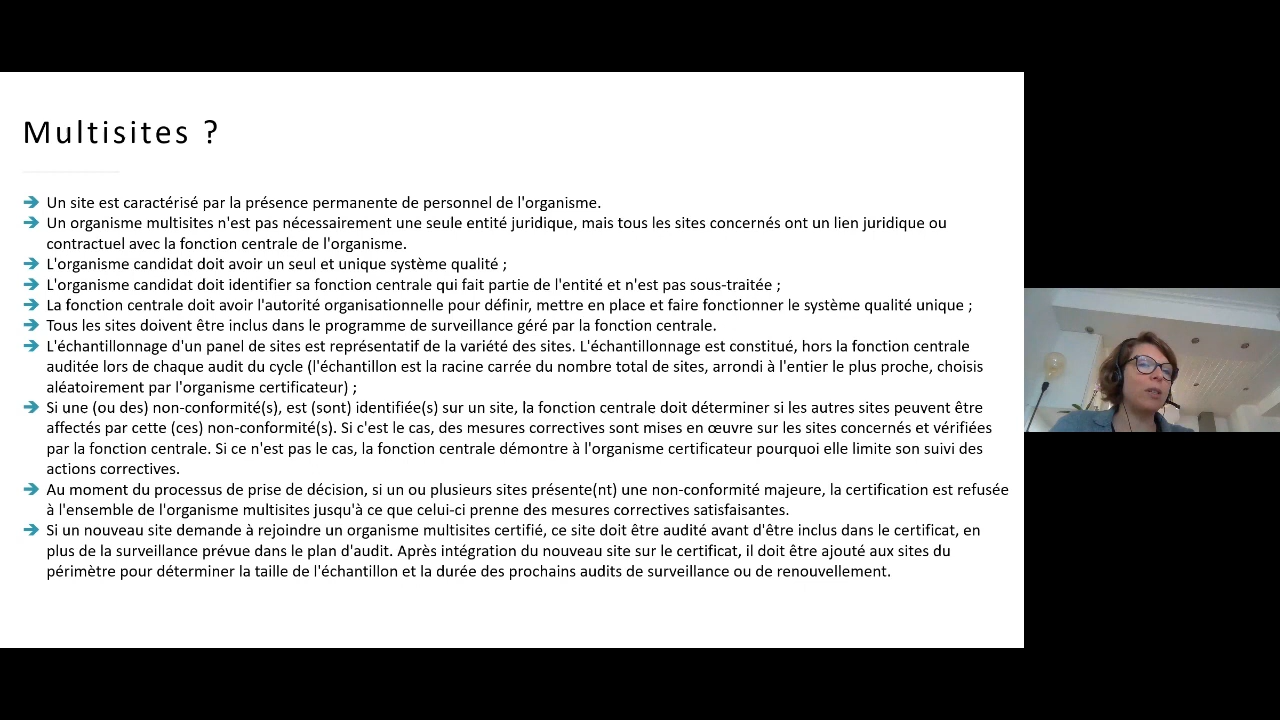 Multisites ?
Un site est caractérisé par la présence permanente de personnel de l'organisme.
Un organisme multisites n'est pas nécessairement une seule entité juridique, mais tous les sites concernés ont un lien juridique ou
contractuel avec la fonction centrale de l'organisme.
L'organisme candidat doit avoir un seul et unique système qualité ;
L'organisme candidat doit identifier sa fonction centrale qui fait partie de l'entité et n'est pas sous-traitée ;
La fonction centrale doit avoir l'autorité organisationnelle pour définir, mettre en place et faire fonctionner le système qualité unique ;
Tous les sites doivent être inclus dans le programme de surveillance géré par la fonction centrale.
L'échantillonnage d'un panel de sites est représentatif de la variété des sites. L'échantillonnage est constitué, hors la fonction centrale
auditée lors de chaque audit du cycle (l'échantillon est la racine carrée du nombre total de sites, arrondi à l'entier le plus proche, choisis
aléatoirement par l'organisme certificateur) ;
Si une (ou des) non-conformité(s), est (sont) identifiée(s) sur un site, la fonction centrale doit déterminer si les autres sites peuvent être
affectés par cette (ces) non-conformité(s). Si c'est le cas, des mesures correctives sont mises en œuvre sur les sites concernés et vérifiées
par la fonction centrale. Si ce n'est pas le cas, la fonction centrale démontre à l'organisme certificateur pourquoi elle limite son suivi des
actions correctives.
Au moment du processus de prise de décision, si un ou plusieurs sites présente(nt) une non-conformité majeure, la certification est refusée
à l'ensemble de l'organisme multisites jusqu'à ce que celui-ci prenne des mesures correctives satisfaisantes.
Si un nouveau site demande à rejoindre un organisme multisites certifié, ce site doit être audité avant d'être inclus dans le certificat, en
plus de la surveillance prévue dans le plan d'audit. Après intégration du nouveau site sur le certificat, il doit être ajouté aux sites du
périmètre pour déterminer la taille de l'échantillon et la durée des prochains audits de surveillance ou de renouvellement.